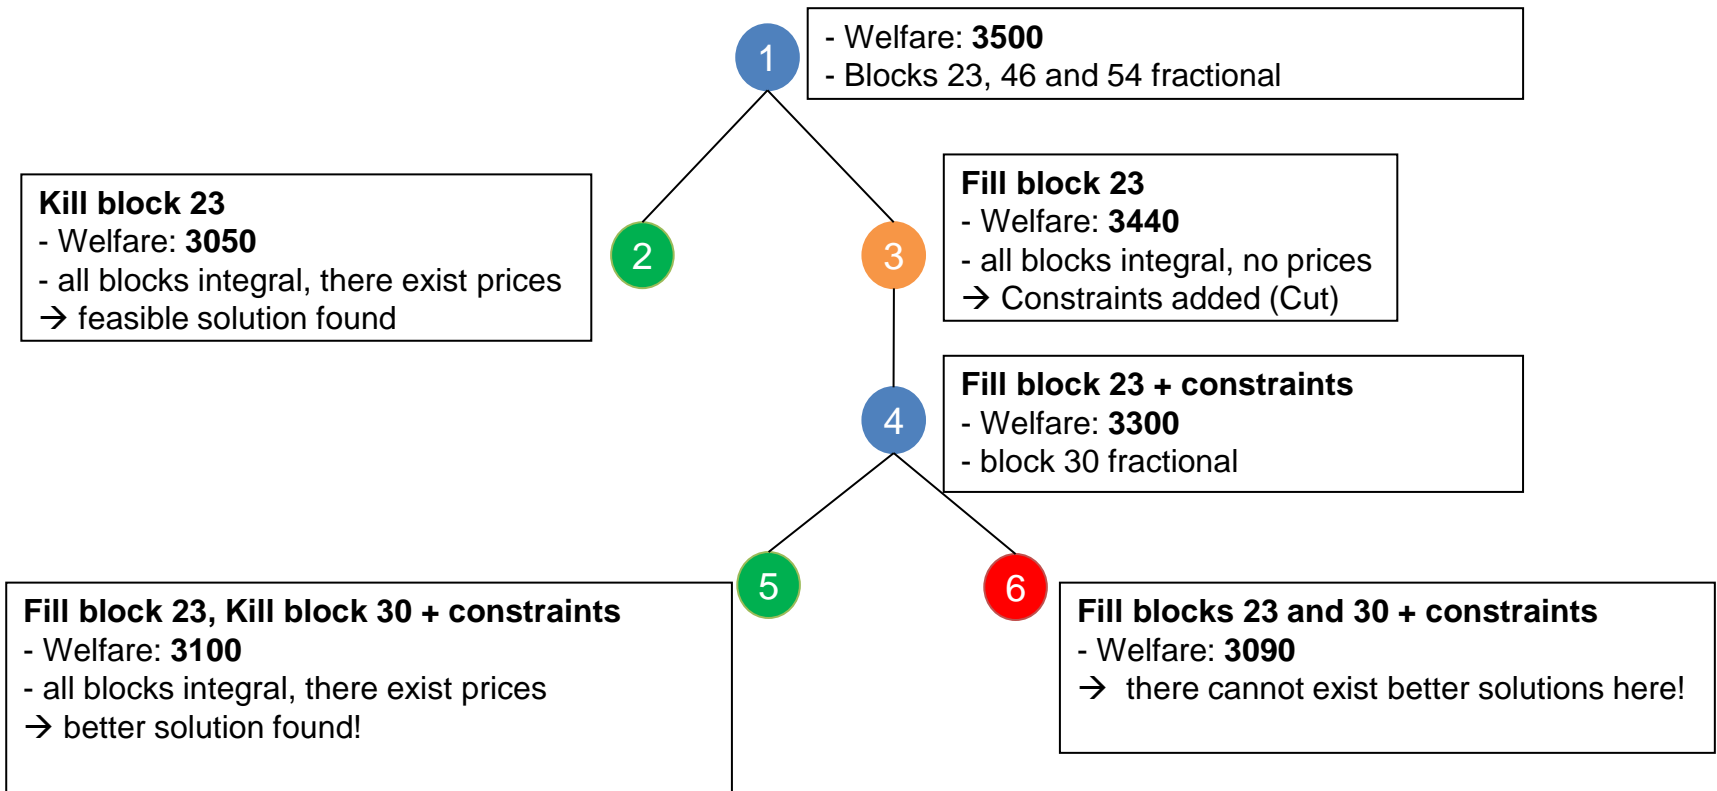 1
- Welfare: 3500
- Blocks 23, 46 and 54 fractional
Kill block 23
- Welfare: 3050
- all blocks integral, there exist prices
→ feasible solution found
2
3
Fill block 23
- Welfare: 3440
- all blocks integral, no prices
→ Constraints added (Cut)
4
Fill block 23 + constraints
- Welfare: 3300
- block 30 fractional
5
Fill block 23, Kill block 30 + constraints
- Welfare: 3100
- all blocks integral, there exist prices
→ better solution found!
6
Fill blocks 23 and 30 + constraints
- Welfare: 3090
→ there cannot exist better solutions here!